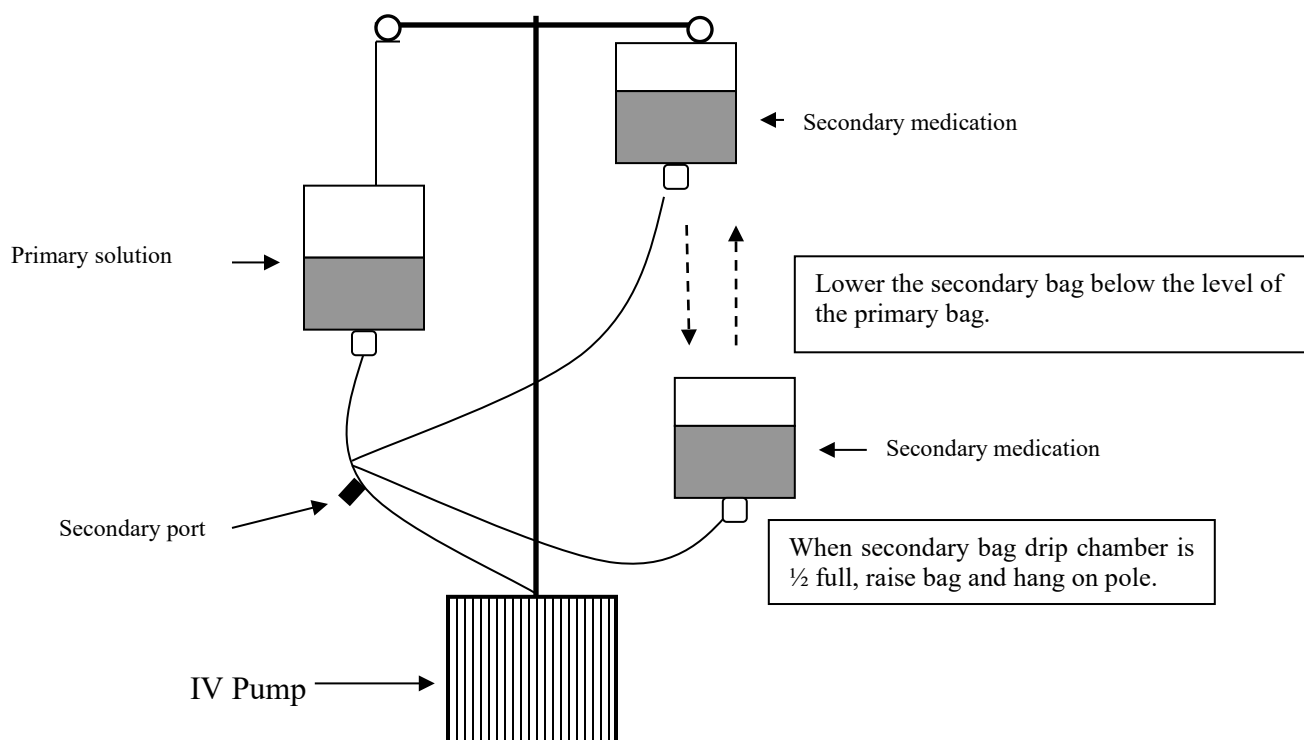 Secondary medication
Primary solution
Lower the secondary bag below the level of
the primary bag.
Secondary medication
Secondary port
When secondary bag drip chamber is
½ full, raise bag and hang on pole.
IV Pump